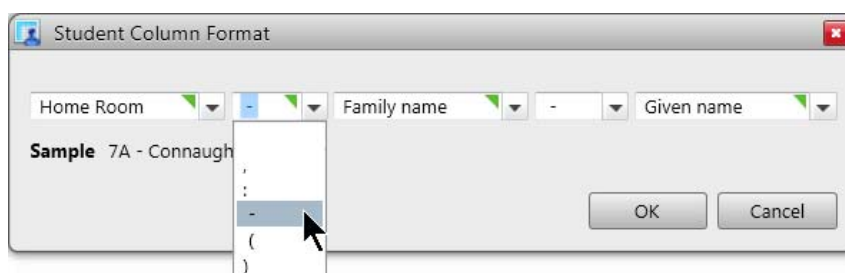 Student Column Format
Home Room - Family name - Given name
Sample 7A - Connaugh
,
:
-
(
)
OK Cancel